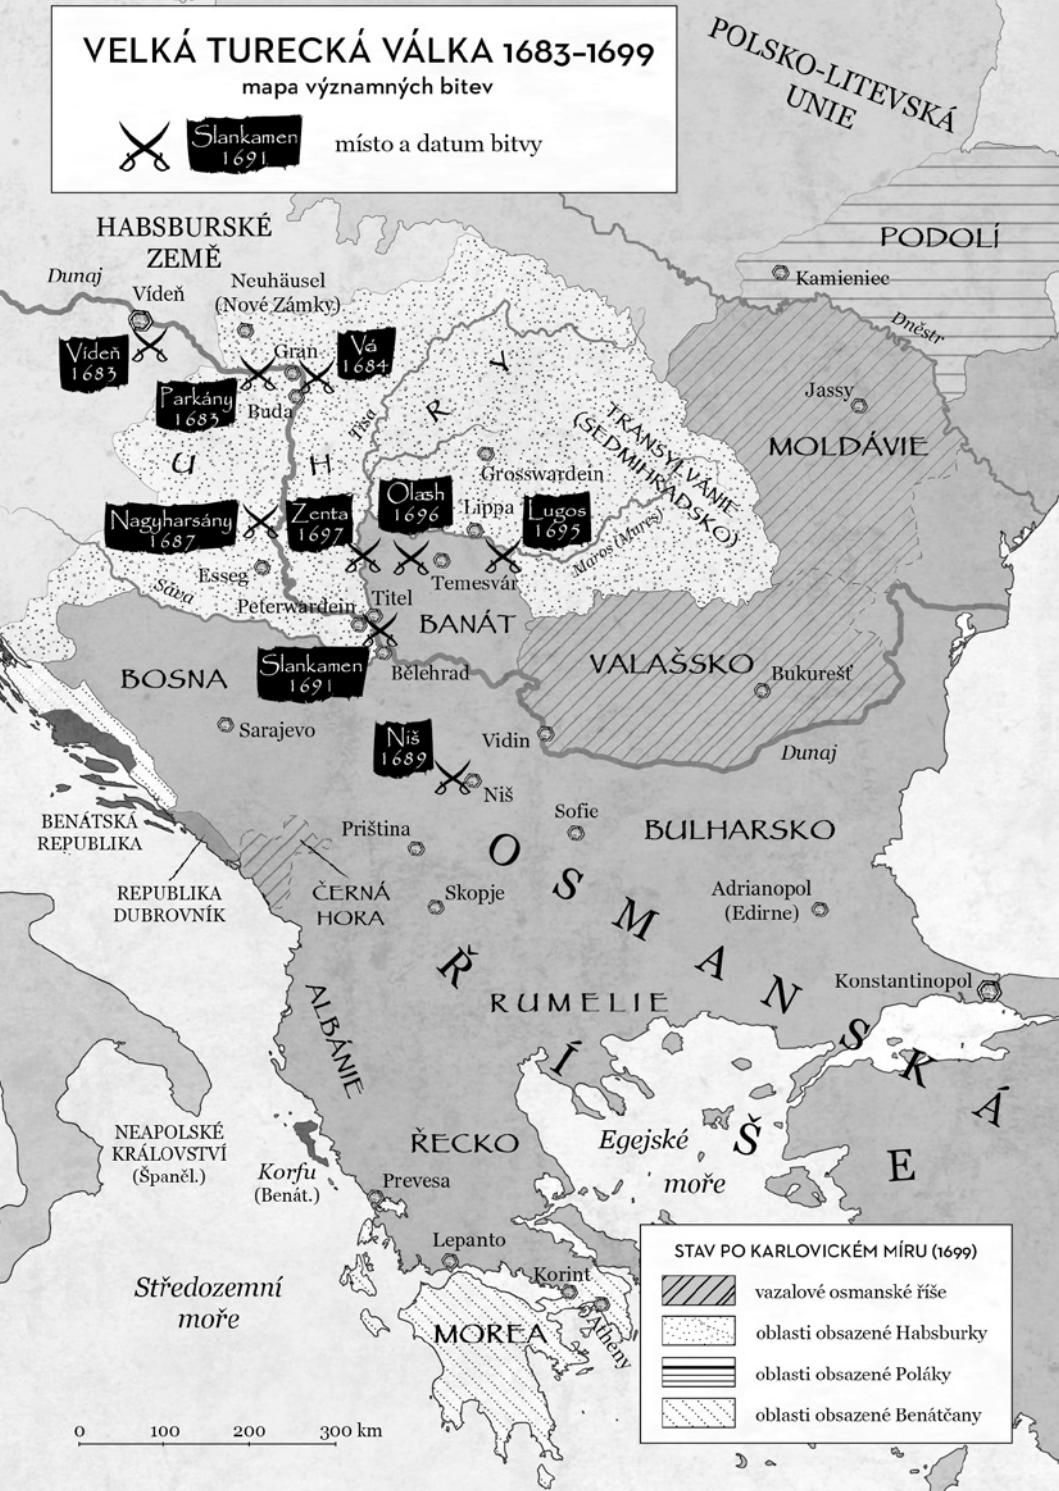 VELKÁ TURECKÁ VÁLKA 1683–1699
mapa významných bitev
Slankamen
1691
místo a datum bitvy
POLSKO-LITEVSKÁ
UNIE
HABSBURSKÉ
ZEMĚ
PODOLÍ
Kamieniec
Dunaj
Vídeň
Neuhäusel
(Nové Zámky)
Dněstr
Vídeň
1683
Gran
Vá
1684
Parkány
1683
Buda
Tisa
Jassy
MOLDÁVIE
U H R Y
TRANSYLVÁNIE
(SEDMIHRADSKO)
Grosswardein
Olash
1696
Lippa
Lugos
1695
Nagyharsány
1687
Zenta
1697
Maros (Mureș)
Esseg
Temesvár
Sáva
Peterwardein
Titel
BANÁT
Slankamen
1691
Bělehrad
BOSNA
VALAŠSKO
Bukurešť
Sarajevo
Niš
1689
Vidin
Dunaj
Niš
BENÁTSKÁ
REPUBLIKA
Priština
Sofie
BULHARSKO
REPUBLIKA
DUBROVNÍK
ČERNÁ
HORA
Skopje
Adrianopol
(Edirne)
Konstantinopol
OSMANSKÁ
ŘÍŠE
RUMELIE
ALBÁNIE
NEAPOLSKÉ
KRÁLOVSTVÍ
(Španěl.)
Korfu
(Benát.)
ŘECKO
Egejské
moře
Prevesa
Lepanto
Korint
Atheny
Středozemní
moře
MOREA
STAV PO KARLOVICKÉM MÍRU (1699)
vazalové osmanské říše
oblasti obsazené Habsburky
oblasti obsazené Poláky
oblasti obsazené Benátčany
0 100 200 300 km